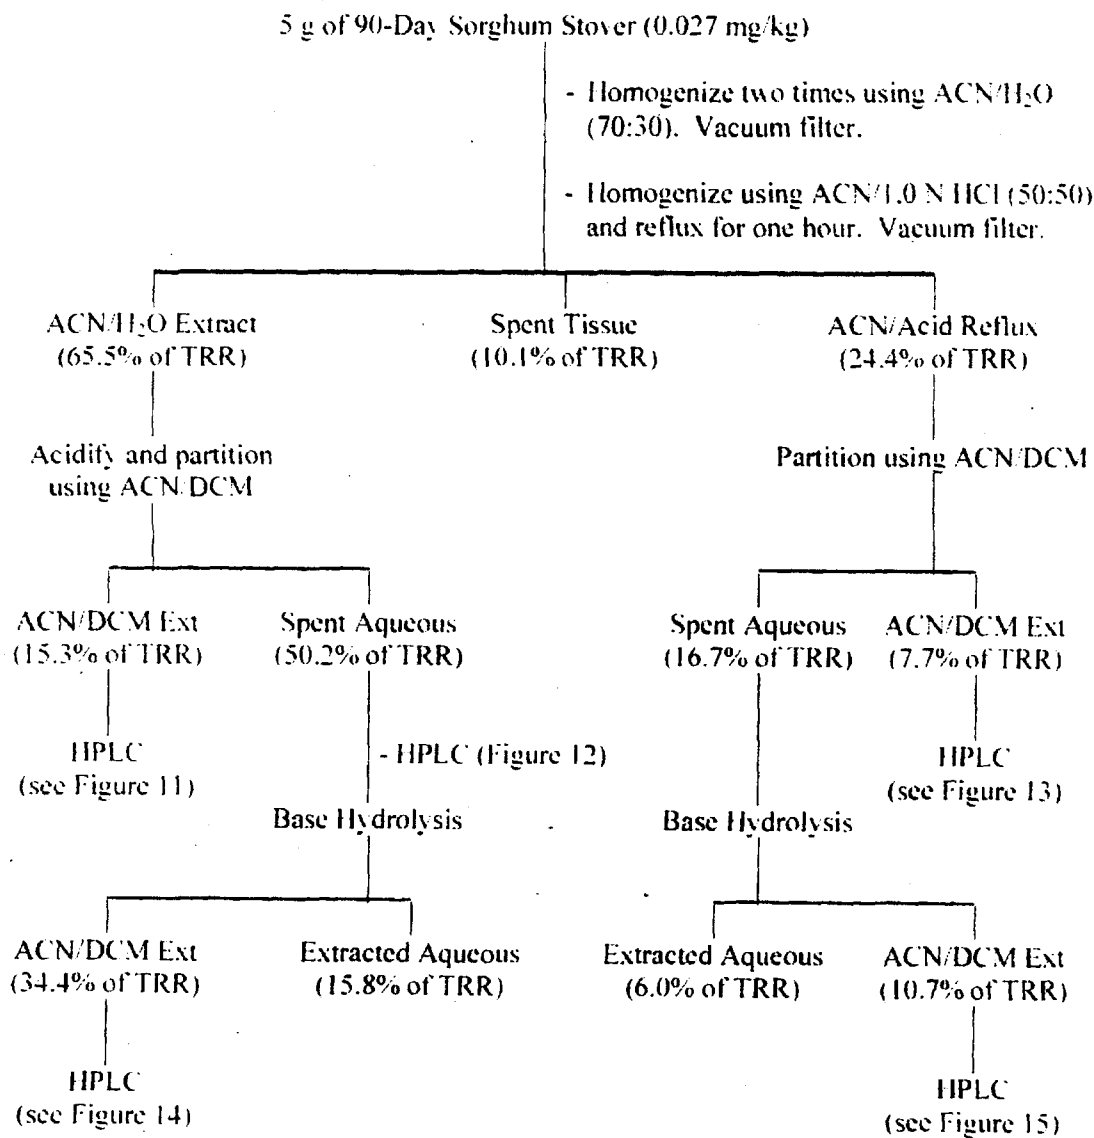 5 g of 90-Day Sorghum Stover (0.027 mg/kg)
- Homogenize two times using ACN/H₂O
(70:30). Vacuum filter.
- Homogenize using ACN/1.0 N HCl (50:50)
and reflux for one hour. Vacuum filter.
ACN/H₂O Extract
(65.5% of TRR)
Spent Tissue
(10.1% of TRR)
ACN/Acid Reflux
(24.4% of TRR)
Acidify and partition
using ACN/DCM
Partition using ACN/DCM
ACN/DCM Ext
(15.3% of TRR)
Spent Aqueous
(50.2% of TRR)
Spent Aqueous
(16.7% of TRR)
ACN/DCM Ext
(7.7% of TRR)
HPLC
(see Figure 11)
- HPLC (Figure 12)
HPLC
(see Figure 13)
Base Hydrolysis
Base Hydrolysis
ACN/DCM Ext
(34.4% of TRR)
Extracted Aqueous
(15.8% of TRR)
Extracted Aqueous
(6.0% of TRR)
ACN/DCM Ext
(10.7% of TRR)
HPLC
(see Figure 14)
HPLC
(see Figure 15)